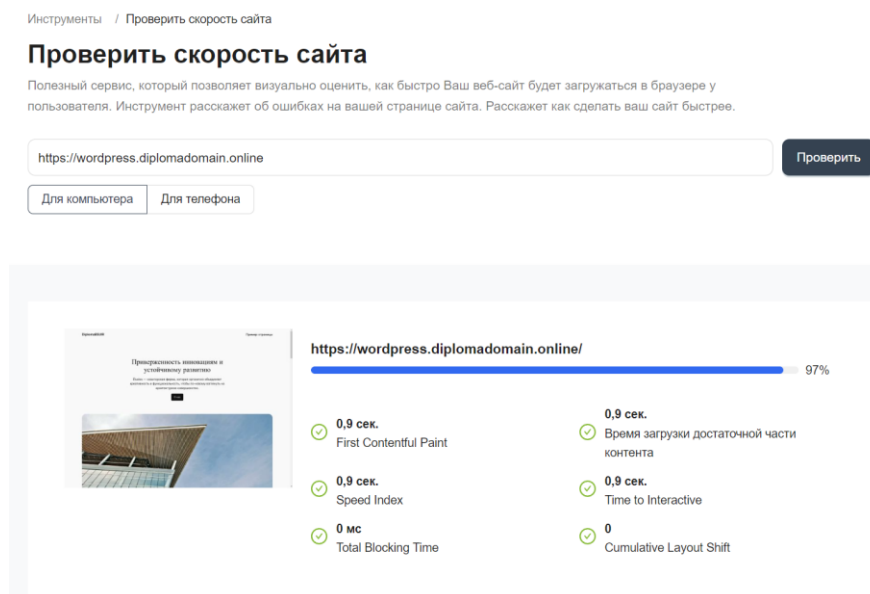 Инструменты / Проверить скорость сайта
Проверить скорость сайта
Полезный сервис, который позволяет визуально оценить, как быстро Ваш веб-сайт будет загружаться в браузере у
пользователя. Инструмент расскажет об ошибках на вашей странице сайта. Расскажет как сделать ваш сайт быстрее.
https://wordpress.diplomadomain.online
Проверить
Для компьютера
Для телефона
Приверженность инновациям и
устойчивому развитию
https://wordpress.diplomadomain.online/
97%
0,9 сек.
First Contentful Paint
0,9 сек.
Время загрузки достаточной части
контента
0,9 сек.
Speed Index
0,9 сек.
Time to Interactive
0 мс
Total Blocking Time
0
Cumulative Layout Shift